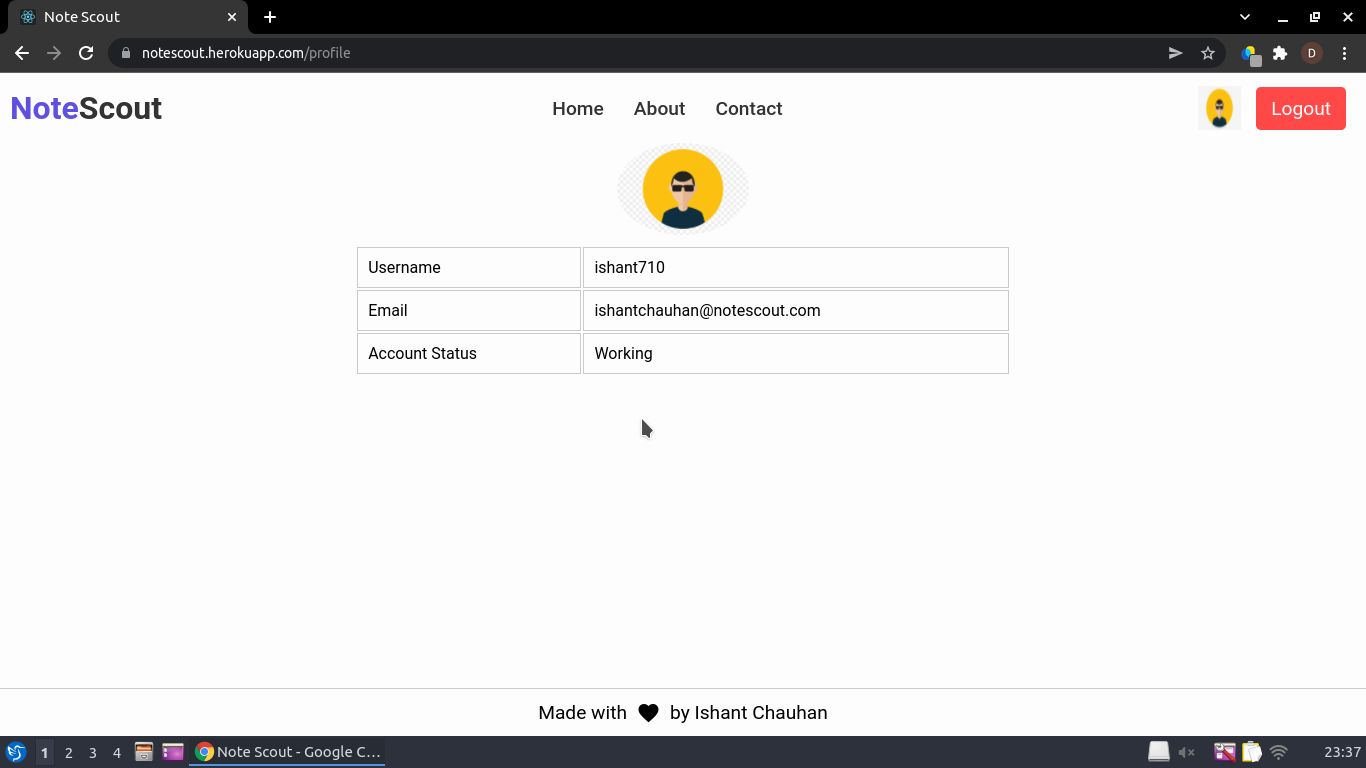 Note Scout
notescout.herokuapp.com/profile
D
NoteScout
Home About Contact
Logout
Username ishant710
Email ishantchauhan@notescout.com
Account Status Working
Made with by Ishant Chauhan
1 2 3 4 Note Scout - Google C... 23:37